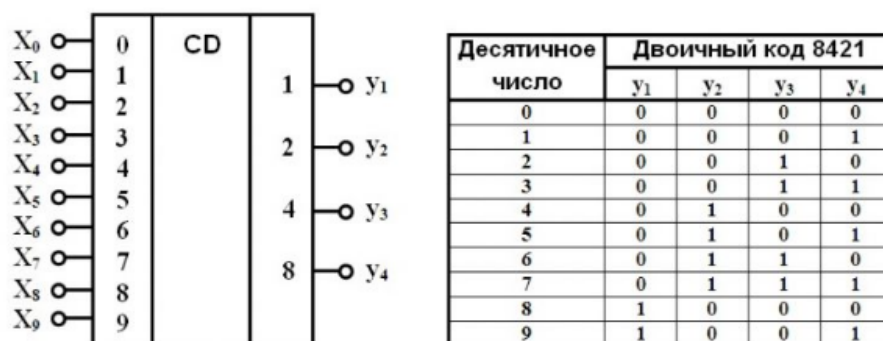 X₀ 0 CD
X₁ 1
X₂ 2
X₃ 3
X₄ 4
X₅ 5
X₆ 6
X₇ 7
X₈ 8
X₉ 9
1 y₁
2 y₂
4 y₃
8 y₄
Десятичное число Двоичный код 8421
y₁ y₂ y₃ y₄
0 0 0 0 0
1 0 0 0 1
2 0 0 1 0
3 0 0 1 1
4 0 1 0 0
5 0 1 0 1
6 0 1 1 0
7 0 1 1 1
8 1 0 0 0
9 1 0 0 1